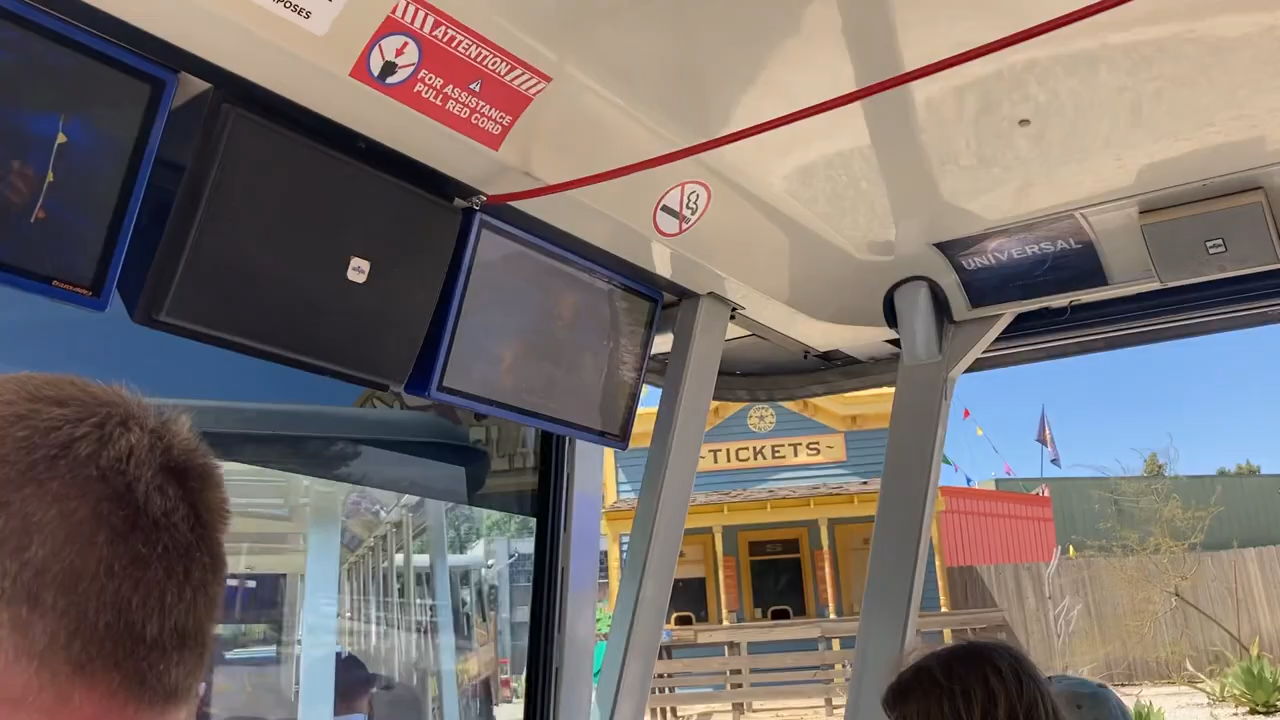 POSES
ATTENTION
FOR ASSISTANCE
PULL RED CORD
UNIVERSAL
~TICKETS~